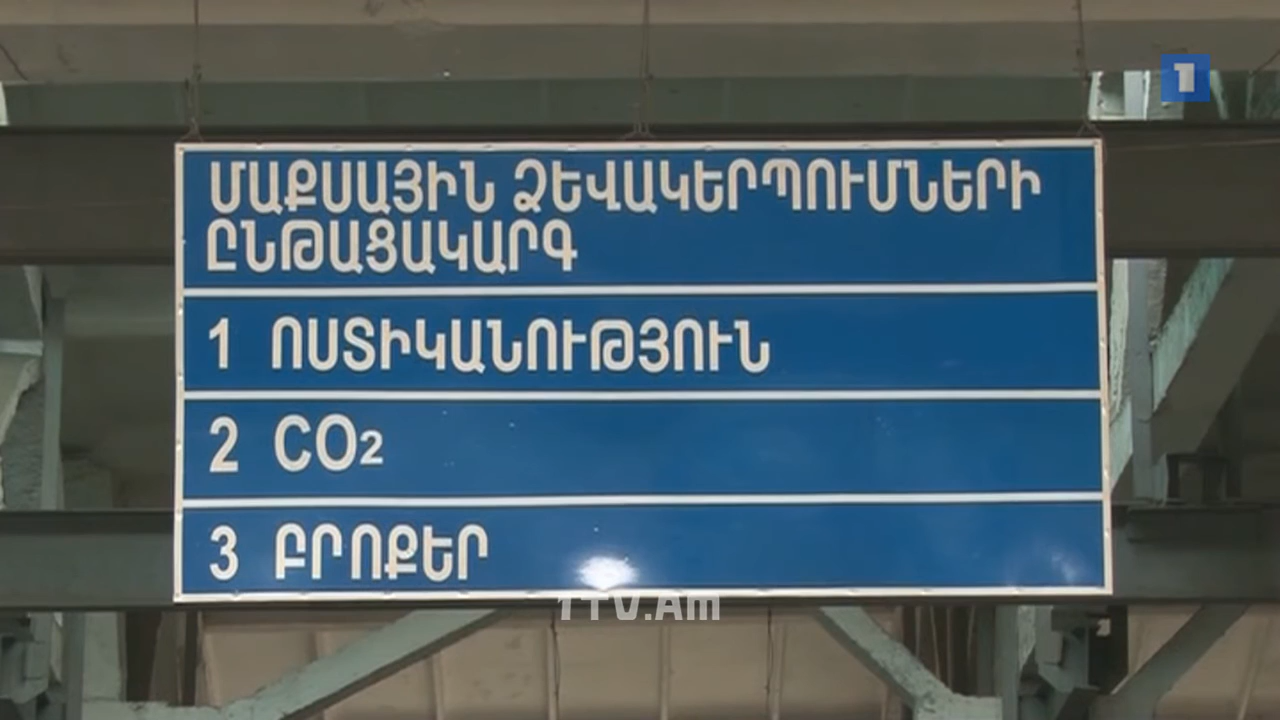 1
ՄԱՔՍԱՅԻՆ ՁԵՎԱԿԵՐՊՈՒՄՆԵՐԻ
ԸՆԹԱՑԱԿԱՐԳ
1 ՈՍՏԻԿԱՆՈՒԹՅՈՒՆ
2 CO₂
3 ԲՐՈՔԵՐ
1TV.Am